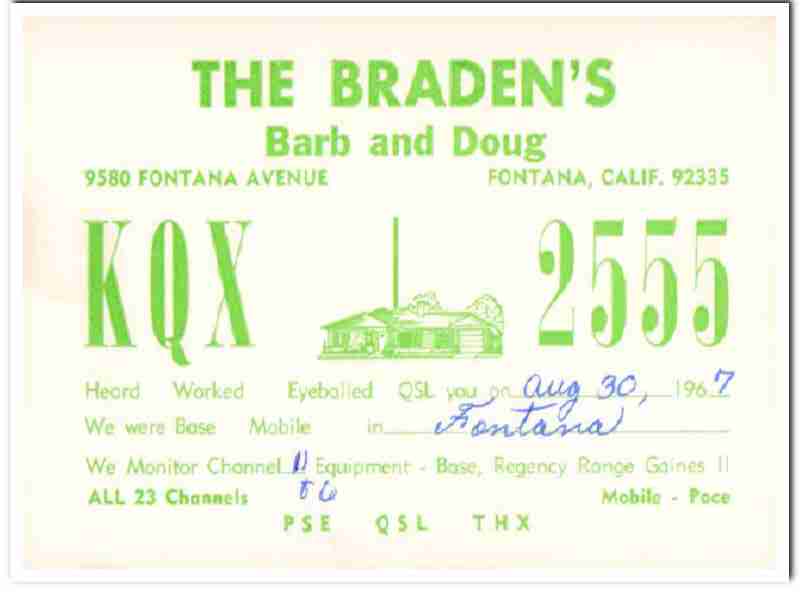 THE BRADEN'S
Barb and Doug
9580 FONTANA AVENUE FONTANA, CALIF. 92335
KQX 2555
Heard Worked Eyeballed QSL you on Aug 30, 1967
We were Base Mobile in Fontana
We Monitor Channel 11 Equipment - Base, Regency Range Gaines II
ALL 23 Channels Mobile - Pace
PSE QSL THX